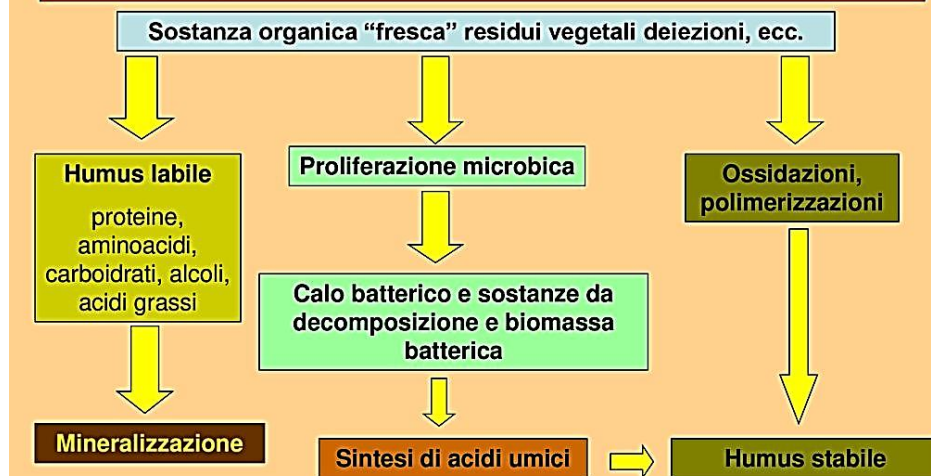 Sostanza organica “fresca” residui vegetali deiezioni, ecc.
Humus labile
proteine,
aminoacidi,
carboidrati, alcoli,
acidi grassi
Proliferazione microbica
Ossidazioni,
polimerizzazioni
Calo batterico e sostanze da
decomposizione e biomassa
batterica
Mineralizzazione
Sintesi di acidi umici
Humus stabile